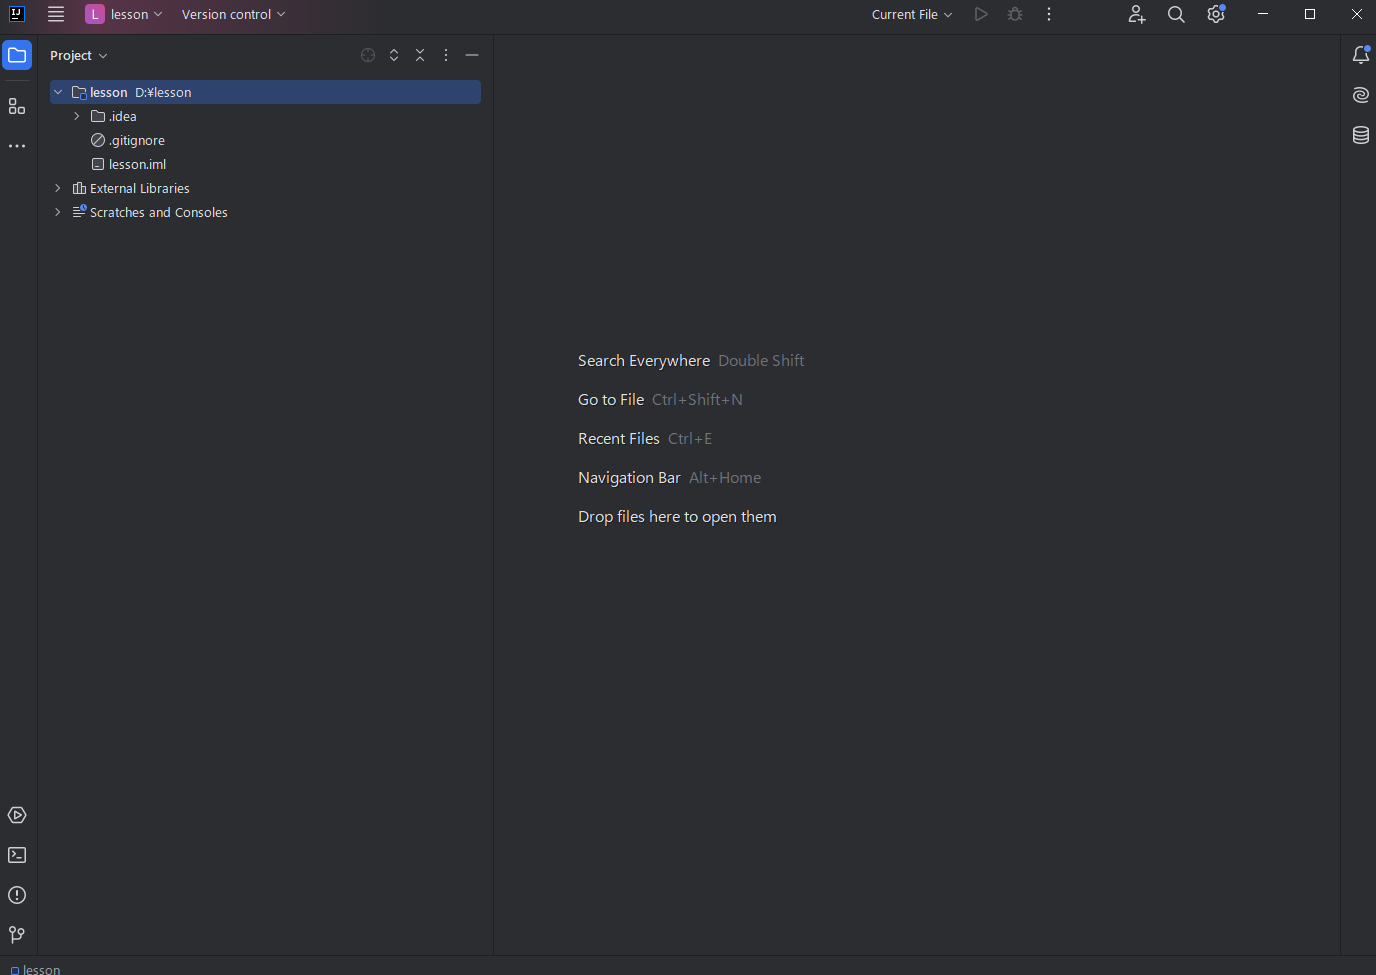 IJ
L lesson Version control Current File
Project
lesson D:¥lesson
.idea
.gitignore
lesson.iml
External Libraries
Scratches and Consoles
Search Everywhere Double Shift
Go to File Ctrl+Shift+N
Recent Files Ctrl+E
Navigation Bar Alt+Home
Drop files here to open them
lesson